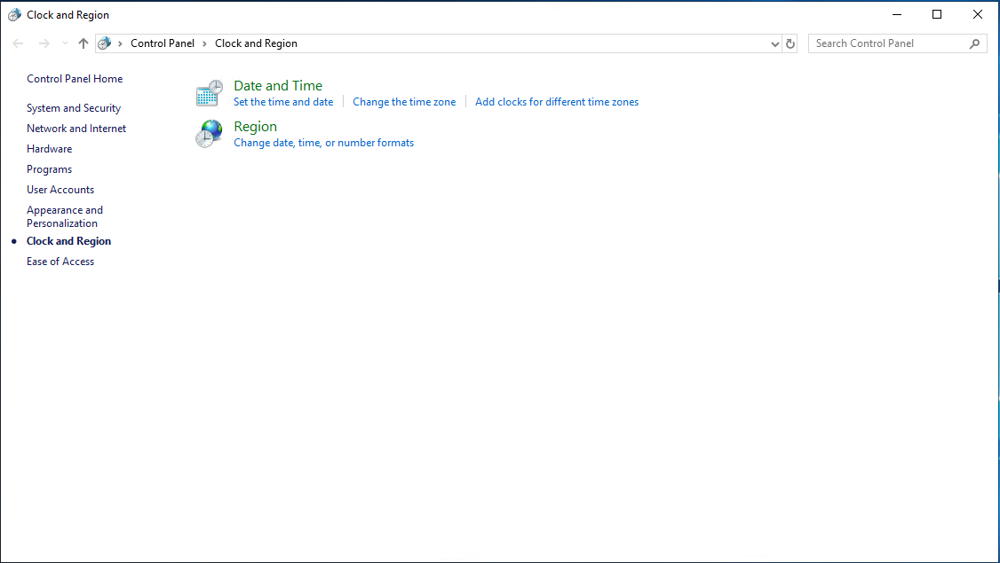 Clock and Region
Control Panel > Clock and Region
Search Control Panel
Control Panel Home
System and Security
Network and Internet
Hardware
Programs
User Accounts
Appearance and
Personalization
Clock and Region
Ease of Access
Date and Time
Set the time and date
Change the time zone
Add clocks for different time zones
Region
Change date, time, or number formats